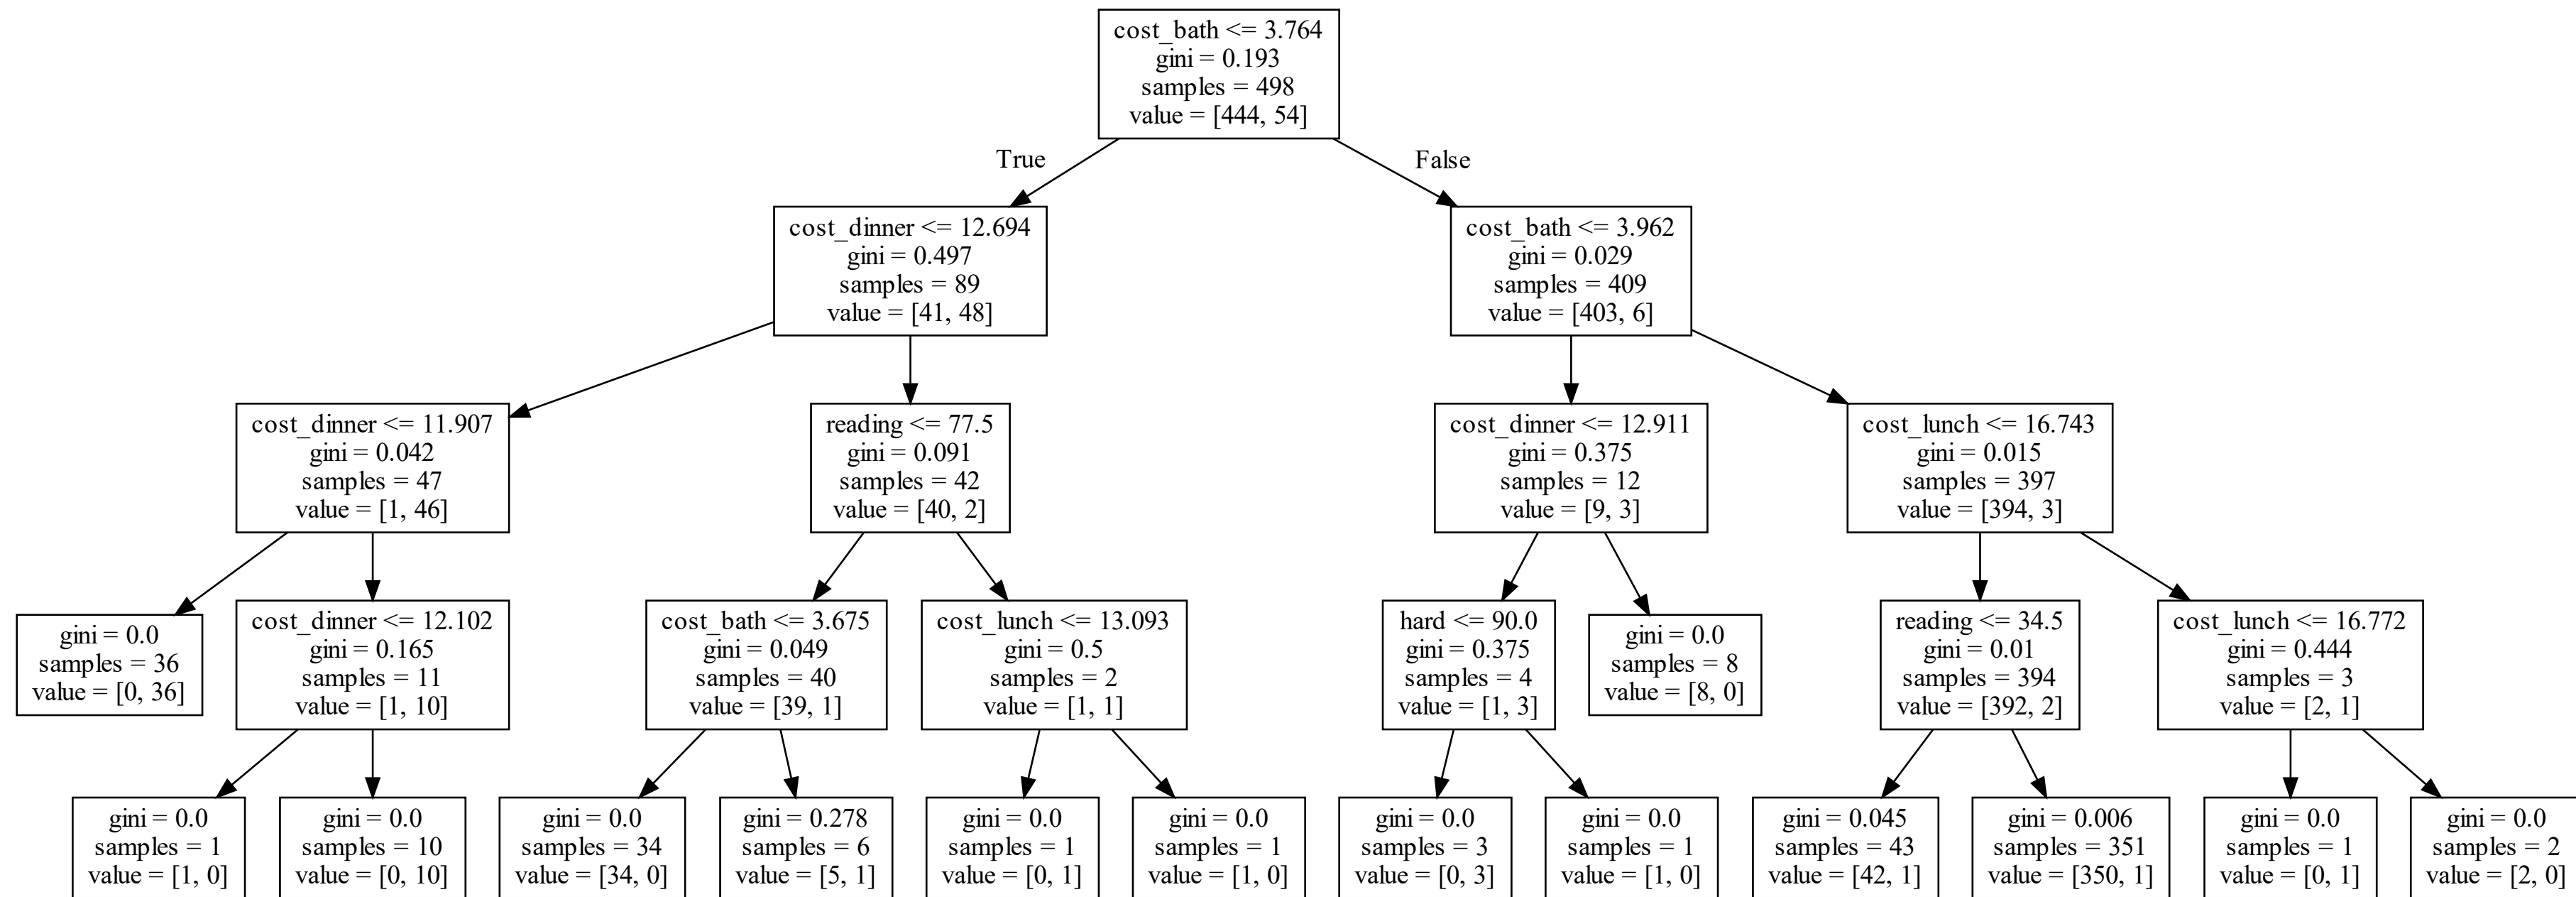 cost_bath <= 3.764
gini = 0.193
samples = 498
value = [444, 54]
True
False
cost_dinner <= 12.694
gini = 0.497
samples = 89
value = [41, 48]
cost_bath <= 3.962
gini = 0.029
samples = 409
value = [403, 6]
cost_dinner <= 11.907
gini = 0.042
samples = 47
value = [1, 46]
reading <= 77.5
gini = 0.091
samples = 42
value = [40, 2]
cost_dinner <= 12.911
gini = 0.375
samples = 12
value = [9, 3]
cost_lunch <= 16.743
gini = 0.015
samples = 397
value = [394, 3]
gini = 0.0
samples = 36
value = [0, 36]
cost_dinner <= 12.102
gini = 0.165
samples = 11
value = [1, 10]
cost_bath <= 3.675
gini = 0.049
samples = 40
value = [39, 1]
cost_lunch <= 13.093
gini = 0.5
samples = 2
value = [1, 1]
hard <= 90.0
gini = 0.375
samples = 4
value = [1, 3]
gini = 0.0
samples = 8
value = [8, 0]
reading <= 34.5
gini = 0.01
samples = 394
value = [392, 2]
cost_lunch <= 16.772
gini = 0.444
samples = 3
value = [2, 1]
gini = 0.0
samples = 1
value = [1, 0]
gini = 0.0
samples = 10
value = [0, 10]
gini = 0.0
samples = 34
value = [34, 0]
gini = 0.278
samples = 6
value = [5, 1]
gini = 0.0
samples = 1
value = [0, 1]
gini = 0.0
samples = 1
value = [1, 0]
gini = 0.0
samples = 3
value = [0, 3]
gini = 0.0
samples = 1
value = [1, 0]
gini = 0.045
samples = 43
value = [42, 1]
gini = 0.006
samples = 351
value = [350, 1]
gini = 0.0
samples = 1
value = [0, 1]
gini = 0.0
samples = 2
value = [2, 0]